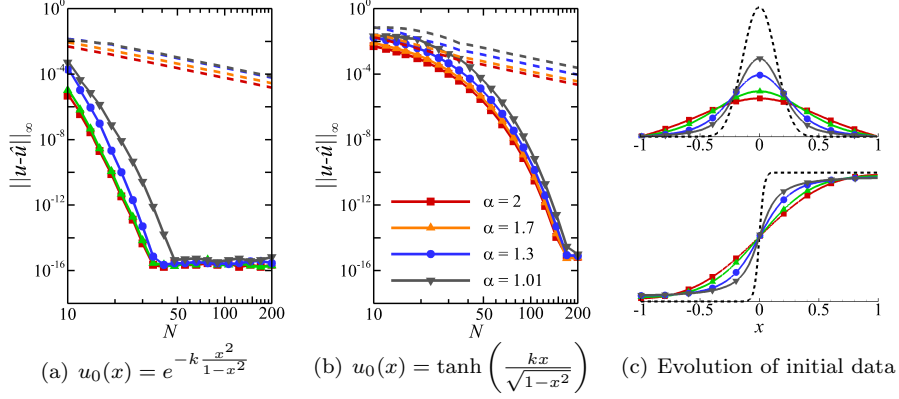 10^0
10^-4
10^-8
10^-12
10^-16
||u-û||_∞
10 50 100 200
N
(a) u_0(x) = e^{-k \frac{x^2}{1-x^2}}
10^0
10^-4
10^-8
10^-12
10^-16
||u-û||_∞
α = 2
α = 1.7
α = 1.3
α = 1.01
10 50 100 200
N
(b) u_0(x) = tanh ( \frac{kx}{\sqrt{1-x^2}} )
-1 -0.5 0 0.5 1
-1 -0.5 0 0.5 1
x
(c) Evolution of initial data